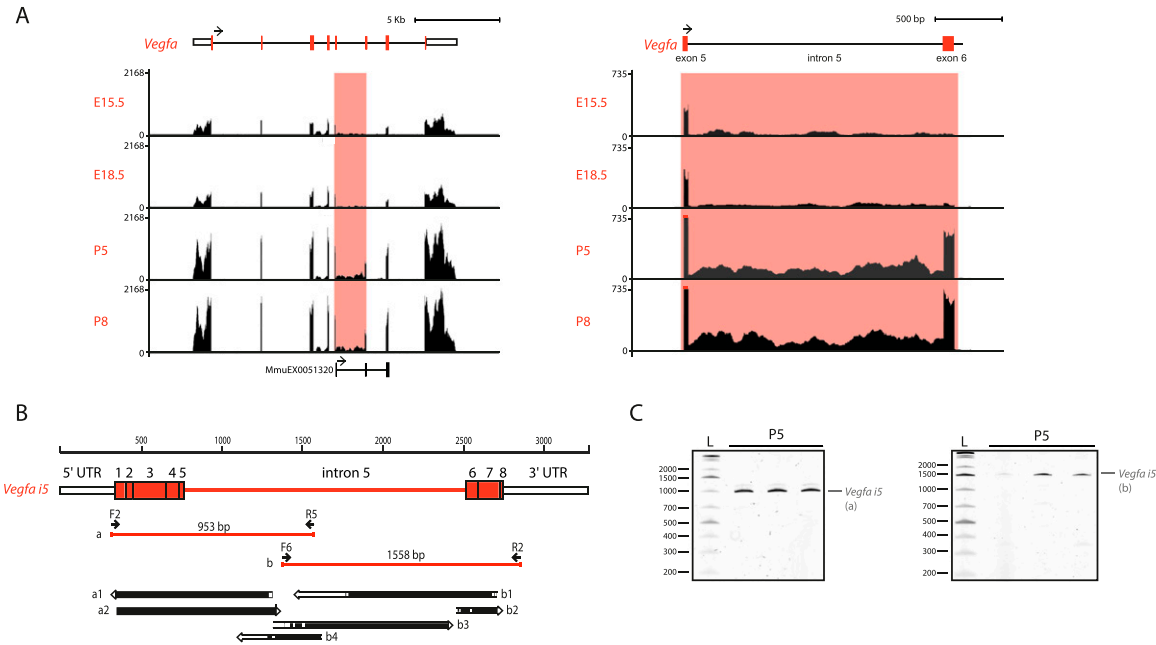 A
5 Kb
Vegfa
2168
E15.5
0
2168
E18.5
0
2168
P5
0
2168
P8
0
MmuEX0051320
500 bp
Vegfa
exon 5 intron 5 exon 6
735
E15.5
0
735
E18.5
0
735
P5
0
735
P8
0
B
500 1000 1500 2000 2500 3000
5' UTR 1 2 3 4 5 intron 5 6 7 8 3' UTR
Vegfa i5
F2 R5
a 953 bp
F6 R2
b 1558 bp
a1 b1
a2 b2
b3
b4
C
P5
L
2000
1500
1000
700
500
400
300
200
Vegfa i5
(a)
P5
L
2000
1500
1000
700
500
400
300
200
Vegfa i5
(b)